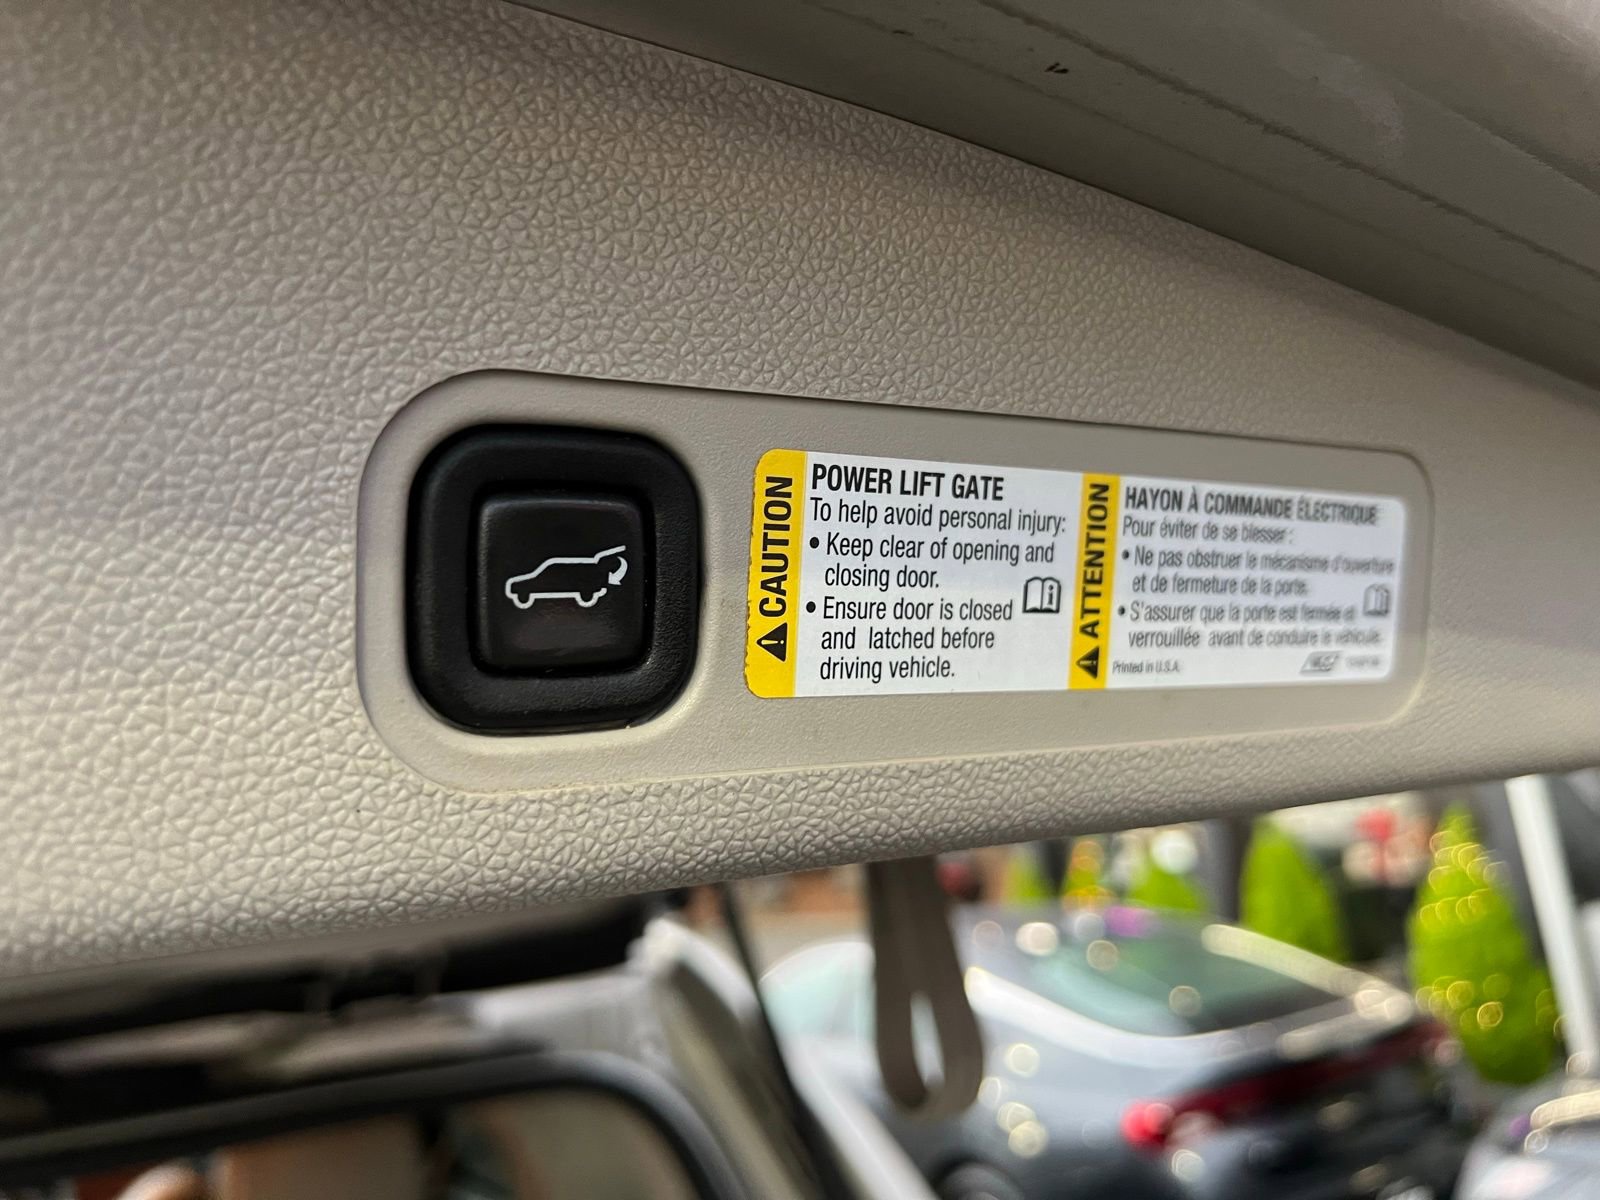 CAUTION
POWER LIFT GATE
To help avoid personal injury:
• Keep clear of opening and
closing door.
• Ensure door is closed
and latched before
driving vehicle.
ATTENTION
HAYON À COMMANDE ÉLECTRIQUE
Pour éviter de se blesser :
• Ne pas obstruer le mécanisme d'ouverture
et de fermeture de la porte.
• S'assurer que la porte est fermée et
verrouillée avant de conduire le véhicule.
Printed in U.S.A.